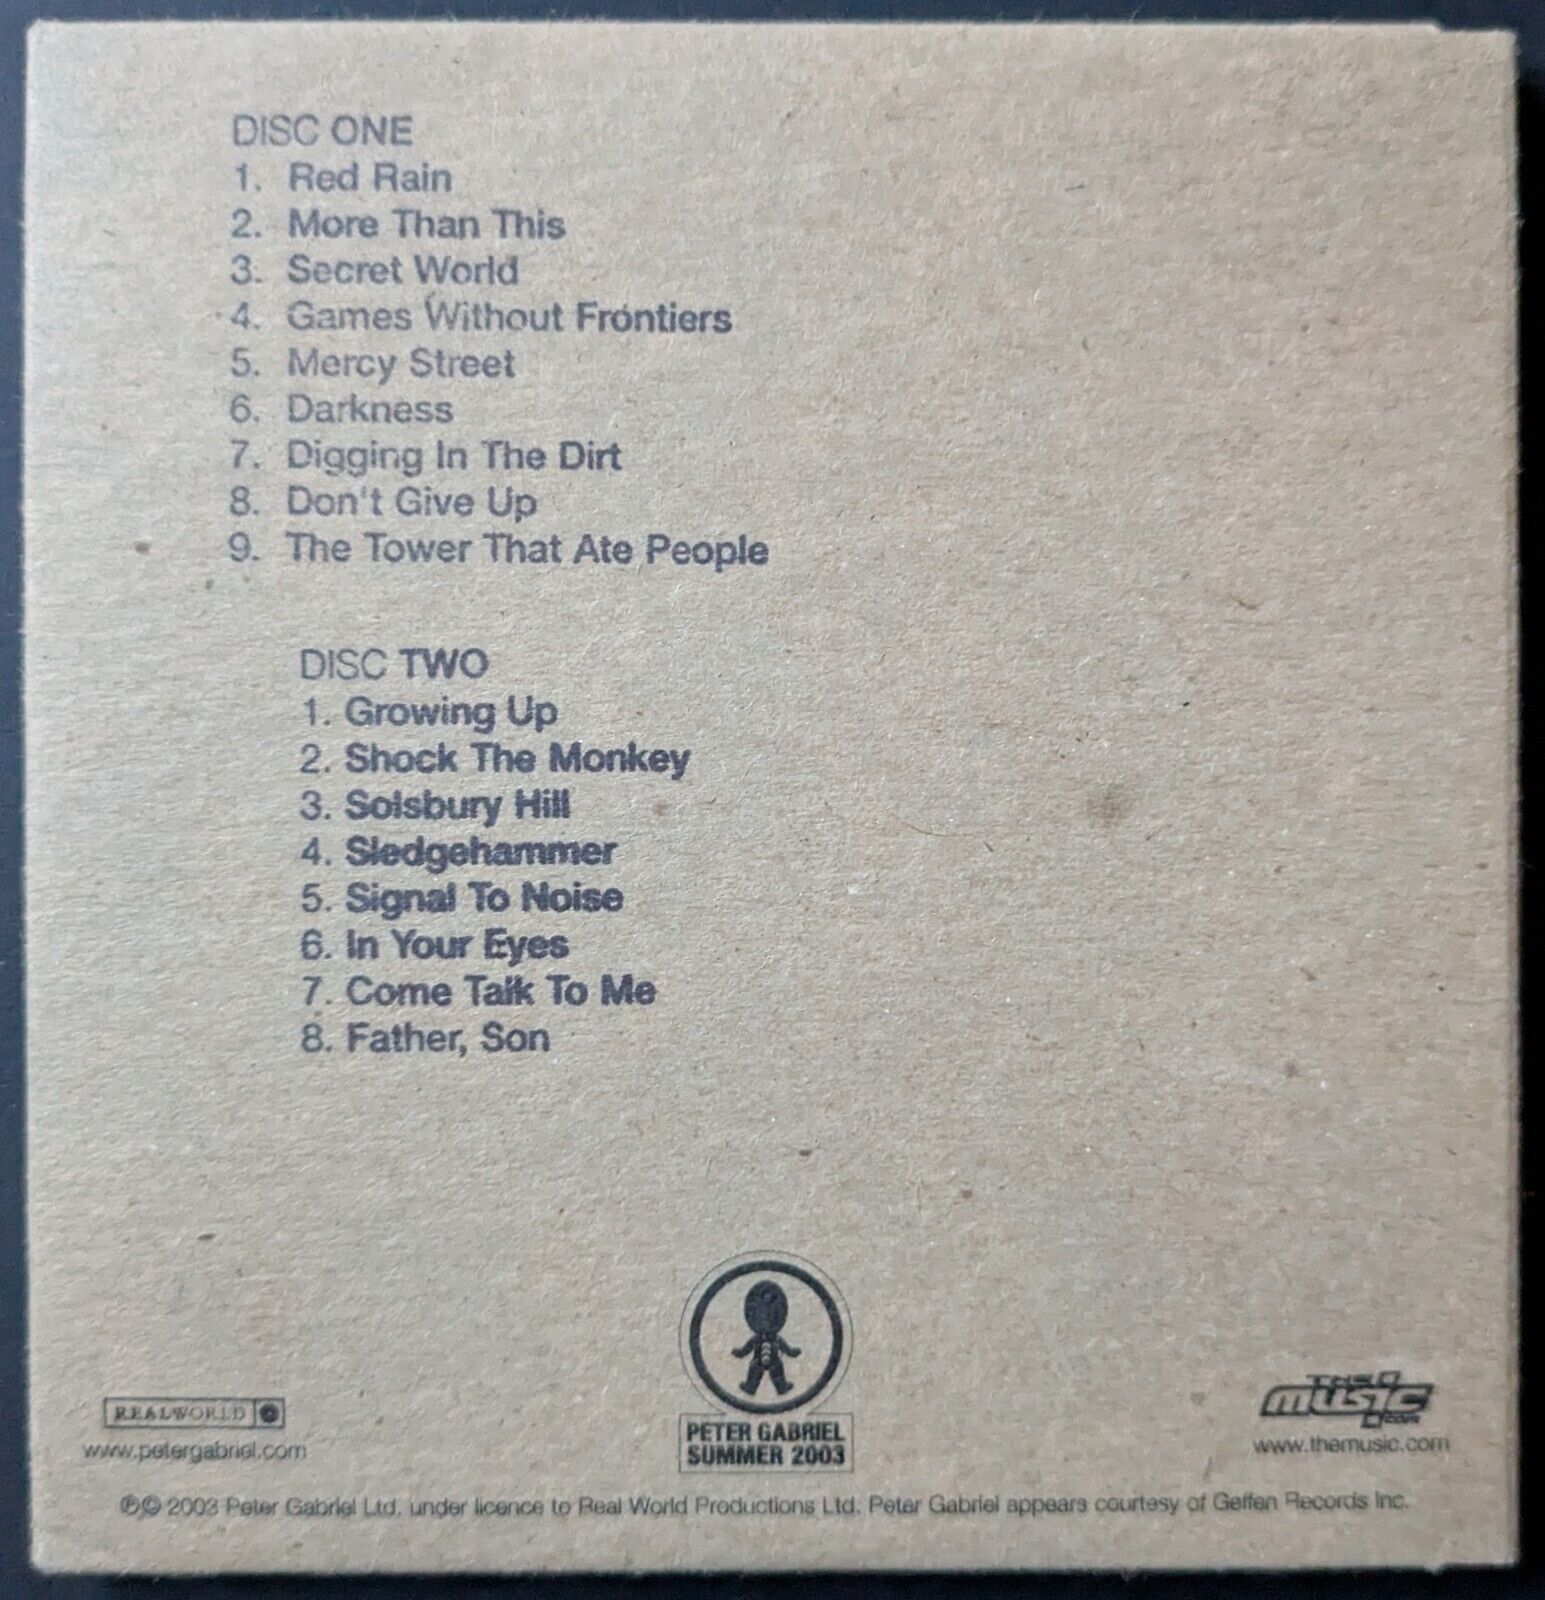 DISC ONE
1. Red Rain
2. More Than This
3. Secret World
4. Games Without Frontiers
5. Mercy Street
6. Darkness
7. Digging In The Dirt
8. Don't Give Up
9. The Tower That Ate People
DISC TWO
1. Growing Up
2. Shock The Monkey
3. Solsbury Hill
4. Sledgehammer
5. Signal To Noise
6. In Your Eyes
7. Come Talk To Me
8. Father, Son
REALWORLD
www.petergabriel.com
PETER GABRIEL
SUMMER 2003
THE
music
.com
www.themusic.com
℗© 2003 Peter Gabriel Ltd. under licence to Real World Productions Ltd. Peter Gabriel appears courtesy of Geffen Records Inc.